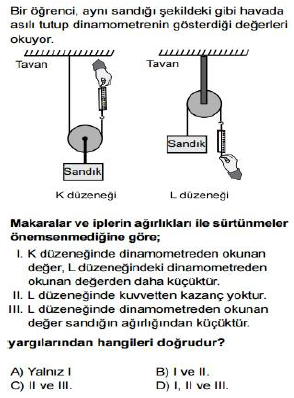 Bir öğrenci, aynı sandığı şekildeki gibi havada
asılı tutup dinamometrenin gösterdiği değerleri
okuyor.
Tavan
Tavan
Sandık
Sandık
K düzeneği
L düzeneği
Makaralar ve iplerin ağırlıkları ile sürtünmeler
önemsenmediğine göre;
I. K düzeneğinde dinamometreden okunan
değer, L düzeneğindeki dinamometreden
okunan değerden daha küçüktür.
II. L düzeneğinde kuvvetten kazanç yoktur.
III. L düzeneğinde dinamometreden okunan
değer sandığın ağırlığından küçüktür.
yargılarından hangileri doğrudur?
A) Yalnız I
B) I ve II.
C) II ve III.
D) I, II ve III.